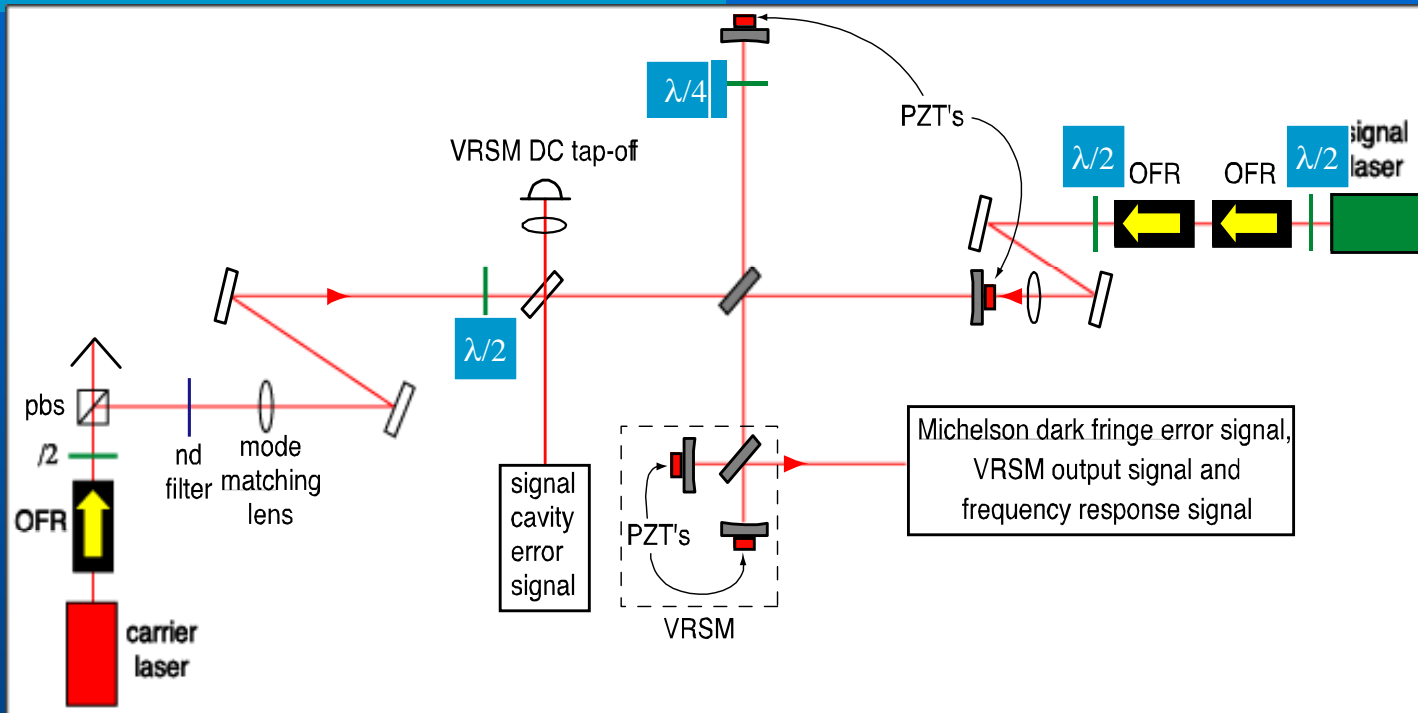 λ/4
PZT's
VRSM DC tap-off
λ/2
OFR
OFR
λ/2
signal
laser
λ/2
pbs
/2
nd
filter
mode
matching
lens
OFR
carrier
laser
signal
cavity
error
signal
PZT's
VRSM
Michelson dark fringe error signal,
VRSM output signal and
frequency response signal